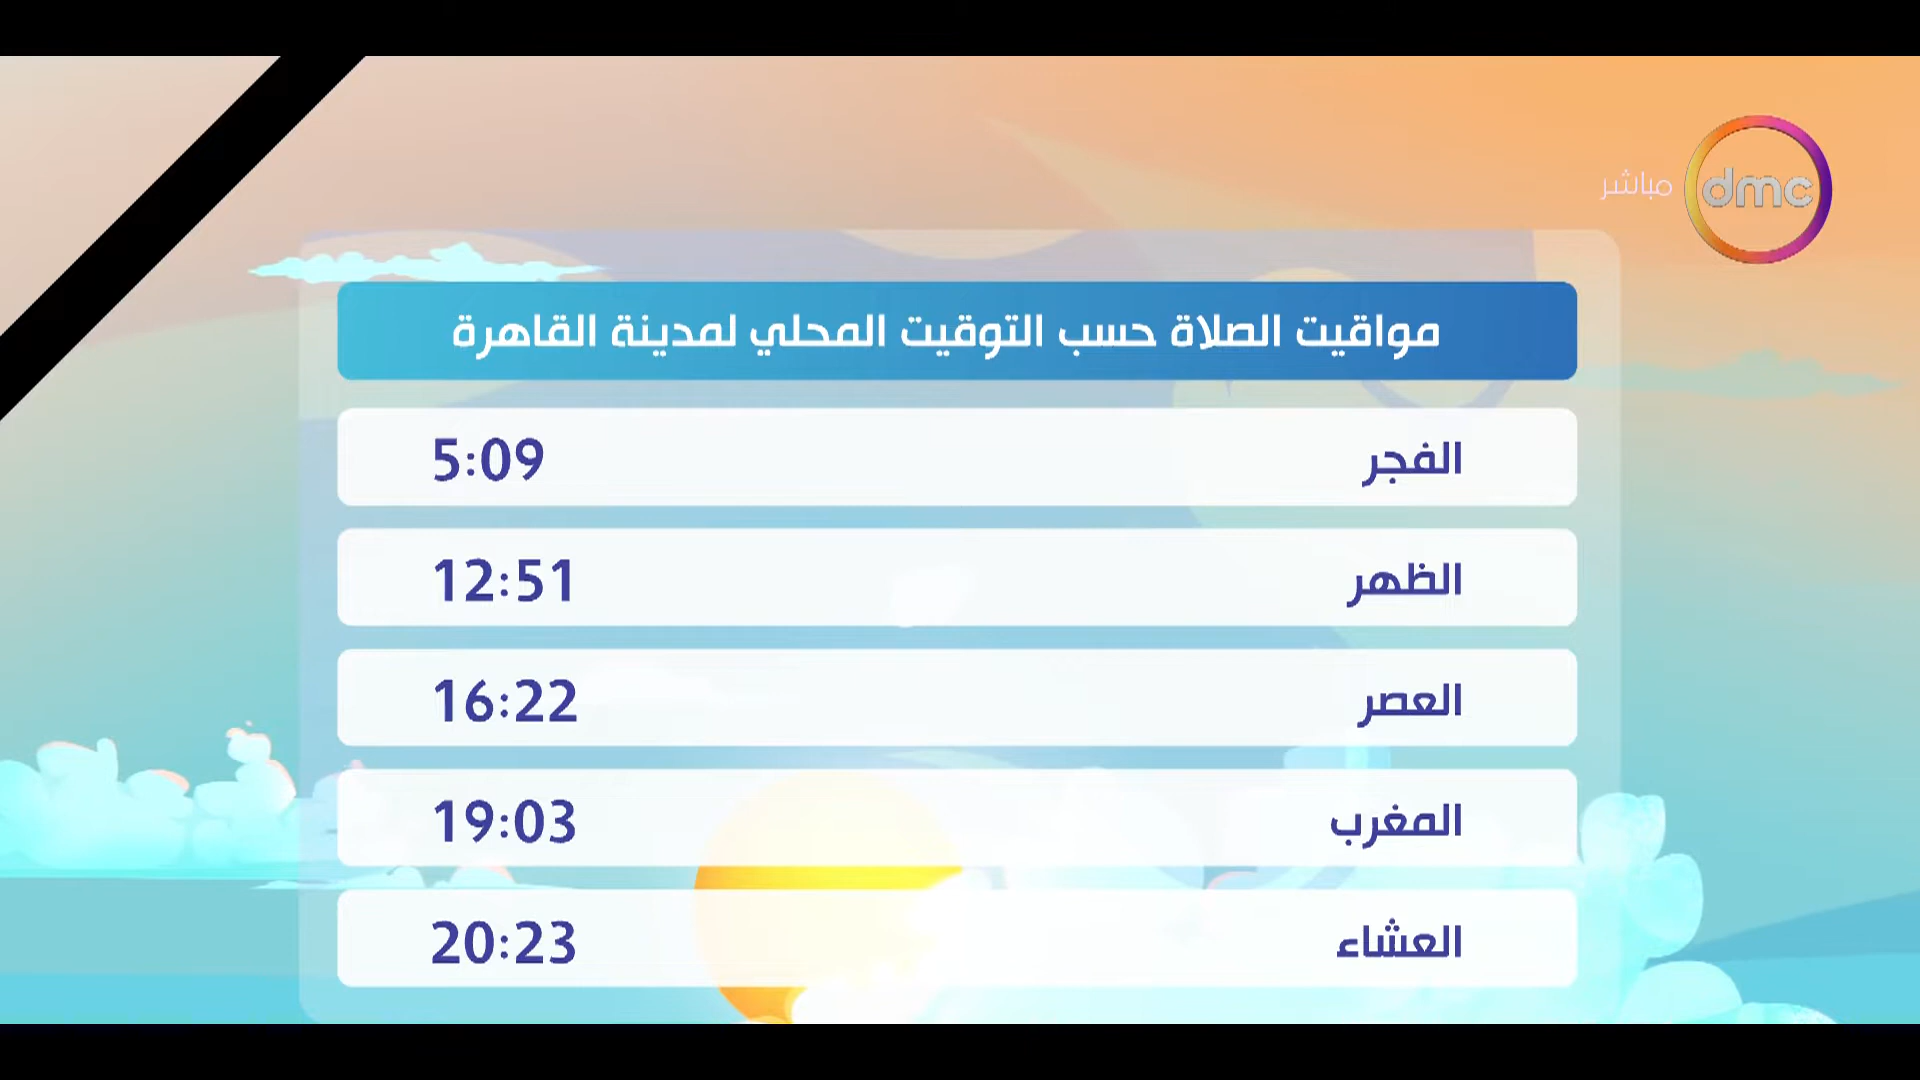 dmc مباشر
مواقيت الصلاة حسب التوقيت المحلي لمدينة القاهرة
الفجر 5:09
الظهر 12:51
العصر 16:22
المغرب 19:03
العشاء 20:23